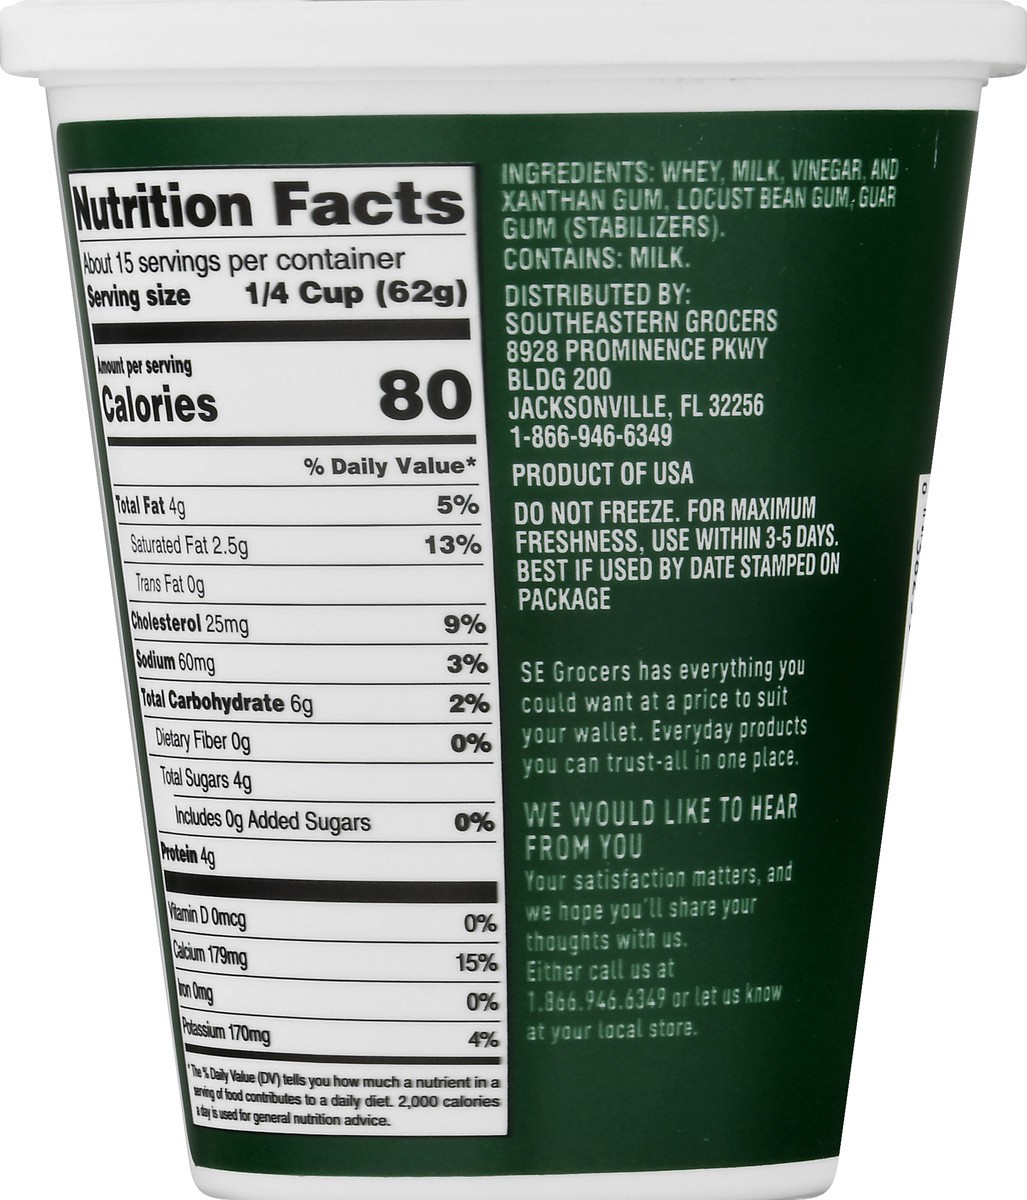 Nutrition Facts
About 15 servings per container
Serving size 1/4 Cup (62g)
Amount per serving
Calories 80
% Daily Value*
Total Fat 4g 5%
Saturated Fat 2.5g 13%
Trans Fat 0g
Cholesterol 25mg 9%
Sodium 60mg 3%
Total Carbohydrate 6g 2%
Dietary Fiber 0g 0%
Total Sugars 4g
Includes 0g Added Sugars 0%
Protein 4g
Vitamin D 0mcg 0%
Calcium 179mg 15%
Iron 0mg 0%
Potassium 170mg 4%
*The % Daily Value (DV) tells you how much a nutrient in a
serving of food contributes to a daily diet. 2,000 calories
a day is used for general nutrition advice.
INGREDIENTS: WHEY, MILK, VINEGAR, AND
XANTHAN GUM, LOCUST BEAN GUM, GUAR
GUM (STABILIZERS).
CONTAINS: MILK.
DISTRIBUTED BY:
SOUTHEASTERN GROCERS
8928 PROMINENCE PKWY
BLDG 200
JACKSONVILLE, FL 32256
1-866-946-6349
PRODUCT OF USA
DO NOT FREEZE. FOR MAXIMUM
FRESHNESS, USE WITHIN 3-5 DAYS.
BEST IF USED BY DATE STAMPED ON
PACKAGE
SE Grocers has everything you
could want at a price to suit
your wallet. Everyday products
you can trust-all in one place.
WE WOULD LIKE TO HEAR
FROM YOU
Your satisfaction matters, and
we hope you'll share your
thoughts with us.
Either call us at
1.866.946.6349 or let us know
at your local store.